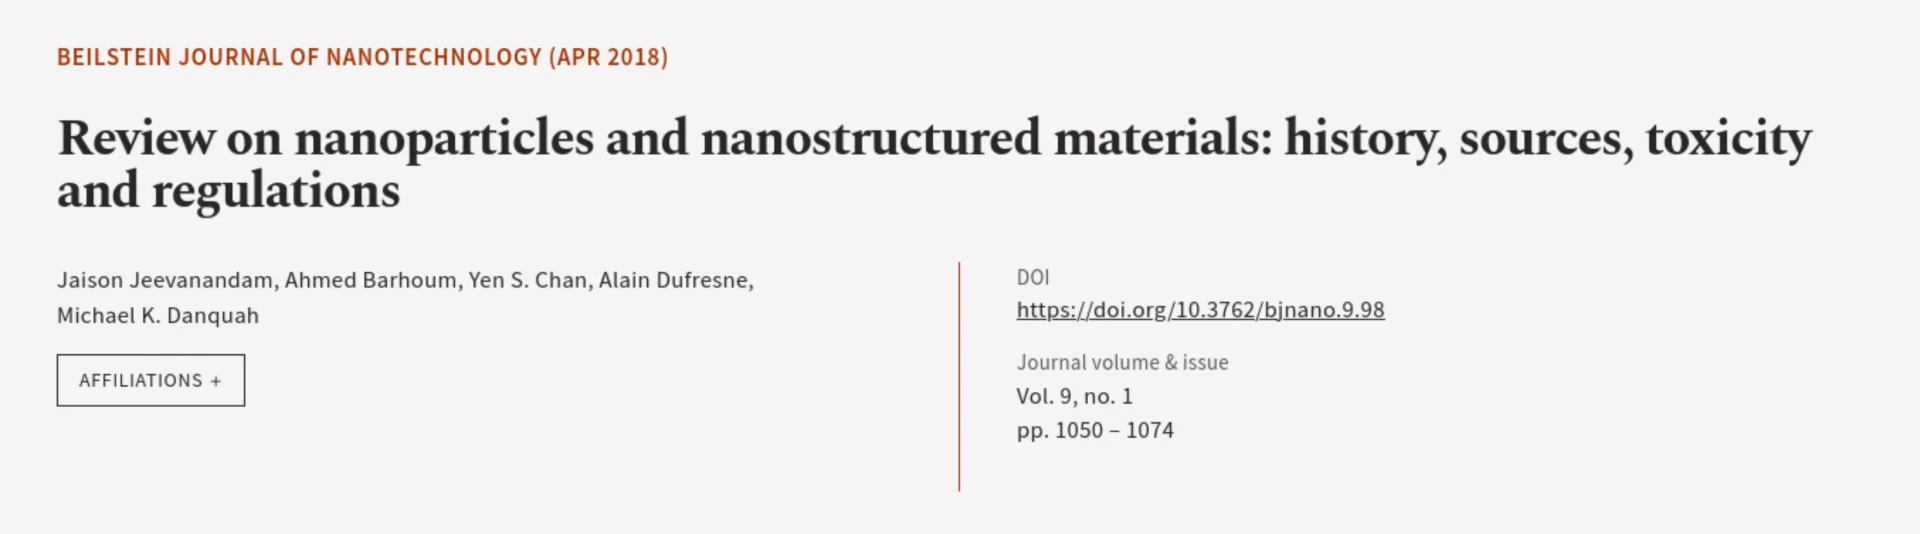 BEILSTEIN JOURNAL OF NANOTECHNOLOGY (APR 2018)
Review on nanoparticles and nanostructured materials: history, sources, toxicity
and regulations
Jaison Jeevanandam, Ahmed Barhoum, Yen S. Chan, Alain Dufresne,
Michael K. Danquah
AFFILIATIONS +
DOI
https://doi.org/10.3762/bjnano.9.98
Journal volume & issue
Vol. 9, no. 1
pp. 1050 – 1074